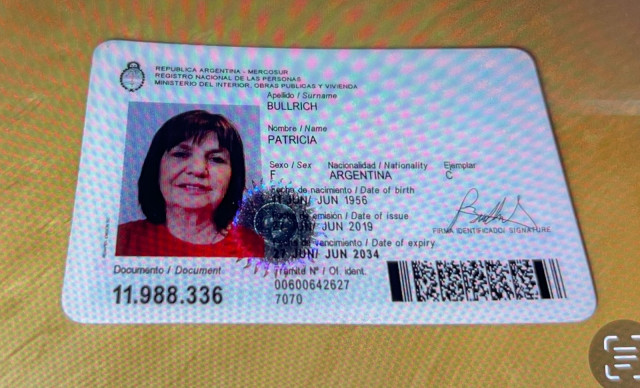 REPUBLICA ARGENTINA - MERCOSUR
REGISTRO NACIONAL DE LAS PERSONAS
MINISTERIO DEL INTERIOR, OBRAS PUBLICAS Y VIVIENDA
Apellido / Surname
BULLRICH
Nombre / Name
PATRICIA
Sexo / Sex Nacionalidad / Nationality Ejemplar
F ARGENTINA C
Fecha de nacimiento / Date of birth
11 JUN/ JUN 1956
Fecha de emisión / Date of issue
JUN/ JUN 2019
Fecha de vencimiento / Date of expiry
27 JUN/ JUN 2034
FIRMA IDENTIFICADO/ SIGNATURE
Documento / Document
11.988.336
Trámite Nº / Of. ident.
00600642627
7070